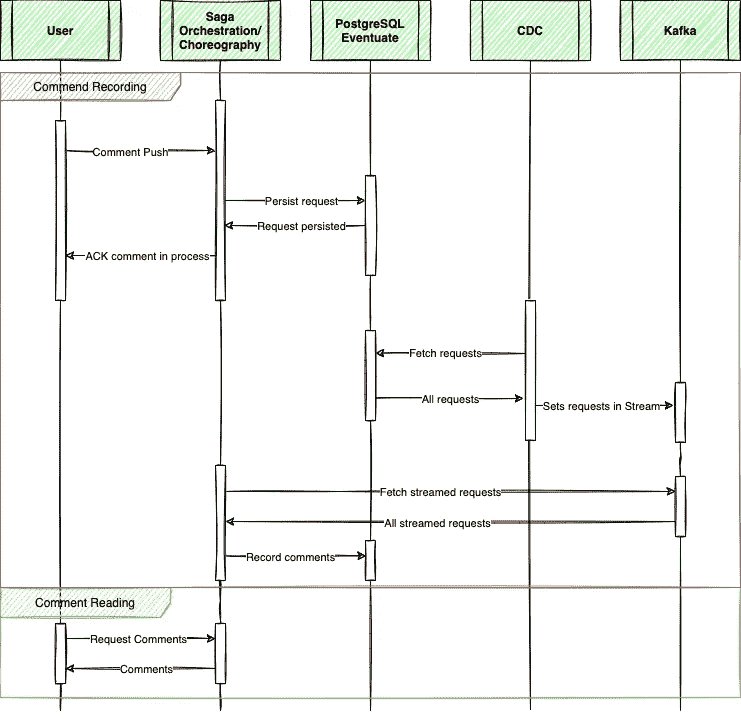 User
Saga
Orchestration/
Choreography
PostgreSQL
Eventuate
CDC
Kafka
Commend Recording
Comment Push
Persist request
Request persisted
ACK comment in process
Fetch requests
All requests
Sets requests in Stream
Fetch streamed requests
All streamed requests
Record comments
Comment Reading
Request Comments
Comments